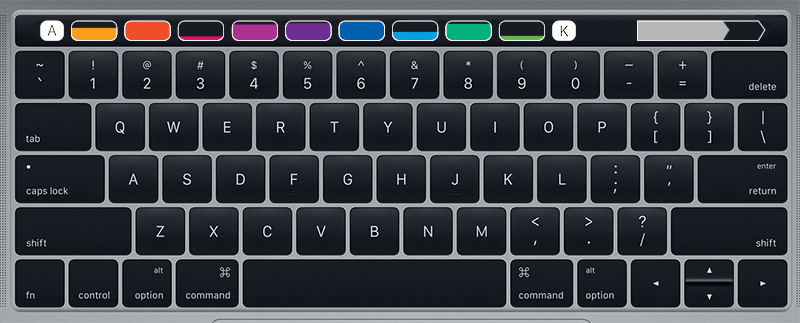 A K
~ ! @ # $ % ^ & * ( ) — +
` 1 2 3 4 5 6 7 8 9 0 - = delete
tab Q W E R T Y U I O P { [ } ] | \
caps lock A S D F G H J K L : ; " ' enter return
shift Z X C V B N M < , > . ? / shift
fn control alt option ⌘ command ⌘ command alt option ◄ ▲ ▼ ►